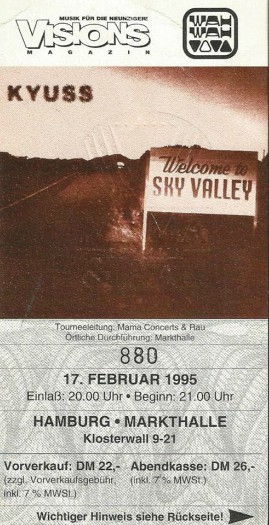 MUSIK FÜR DIE NEUNZIGER!
VISIONS
MAGAZIN
WAH
WAH
KYUSS
Welcome to
SKY VALLEY
Tourneeleitung: Mama Concerts & Rau
Örtliche Durchführung: Markthalle
880
17. FEBRUAR 1995
Einlaß: 20.00 Uhr • Beginn: 21.00 Uhr
HAMBURG • MARKTHALLE
Klosterwall 9-21
Vorverkauf: DM 22,- Abendkasse: DM 26,-
(zzgl. Vorverkaufsgebühr, (inkl. 7 % MWSt.)
inkl. 7 % MWSt.)
Wichtiger Hinweis siehe Rückseite!